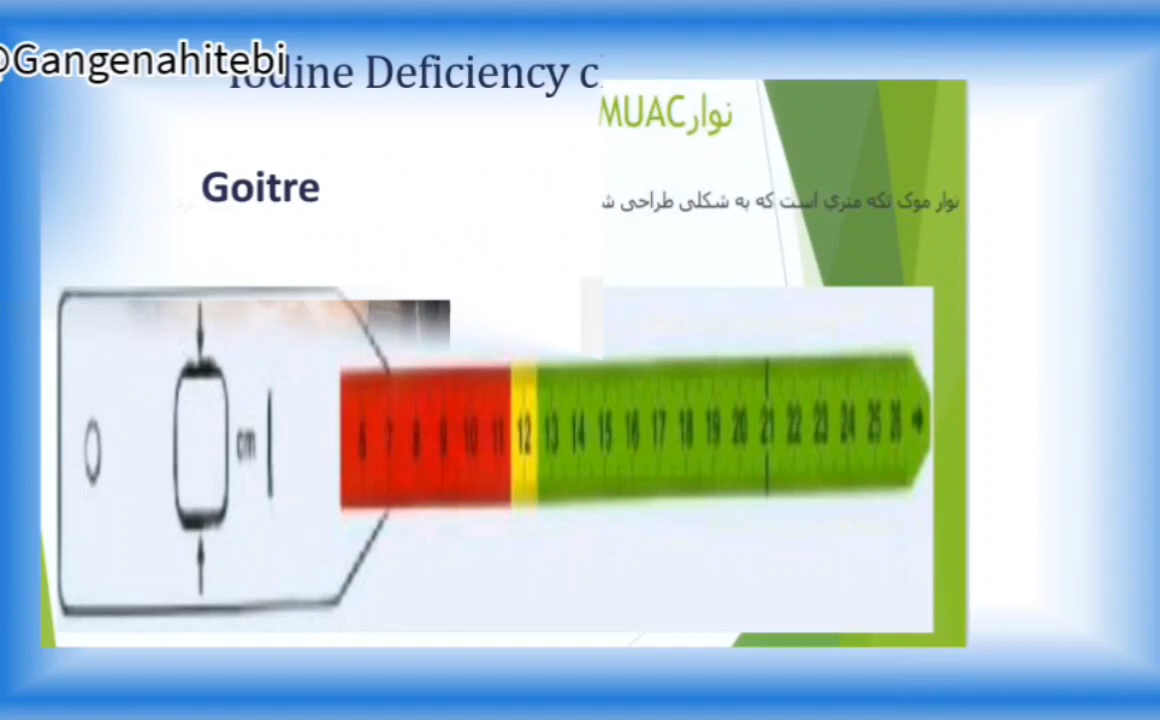 @Gangenahitebi
Iodine Deficiency c
نوارMUAC
Goitre
نوار موک تکه متري است که به شکلی طراحی ش
cm
6 7 8 9 10 11 12 13 14 15 16 17 18 19 20 21 22 23 24 25 26